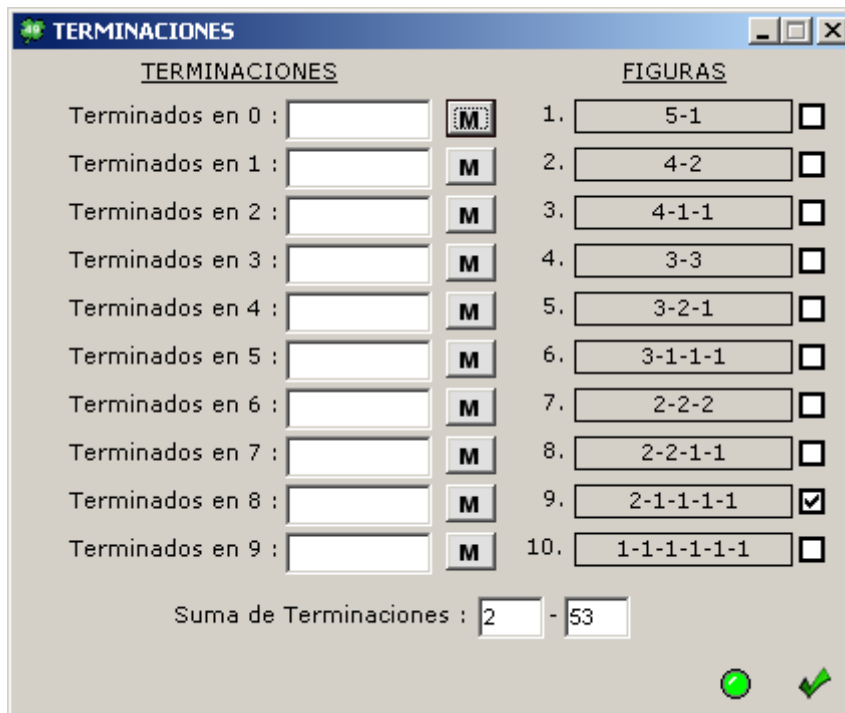 TERMINACIONES
TERMINACIONES FIGURAS
Terminados en 0 : M 1. 5-1
Terminados en 1 : M 2. 4-2
Terminados en 2 : M 3. 4-1-1
Terminados en 3 : M 4. 3-3
Terminados en 4 : M 5. 3-2-1
Terminados en 5 : M 6. 3-1-1-1
Terminados en 6 : M 7. 2-2-2
Terminados en 7 : M 8. 2-2-1-1
Terminados en 8 : M 9. 2-1-1-1-1
Terminados en 9 : M 10. 1-1-1-1-1-1
Suma de Terminaciones : 2 - 53